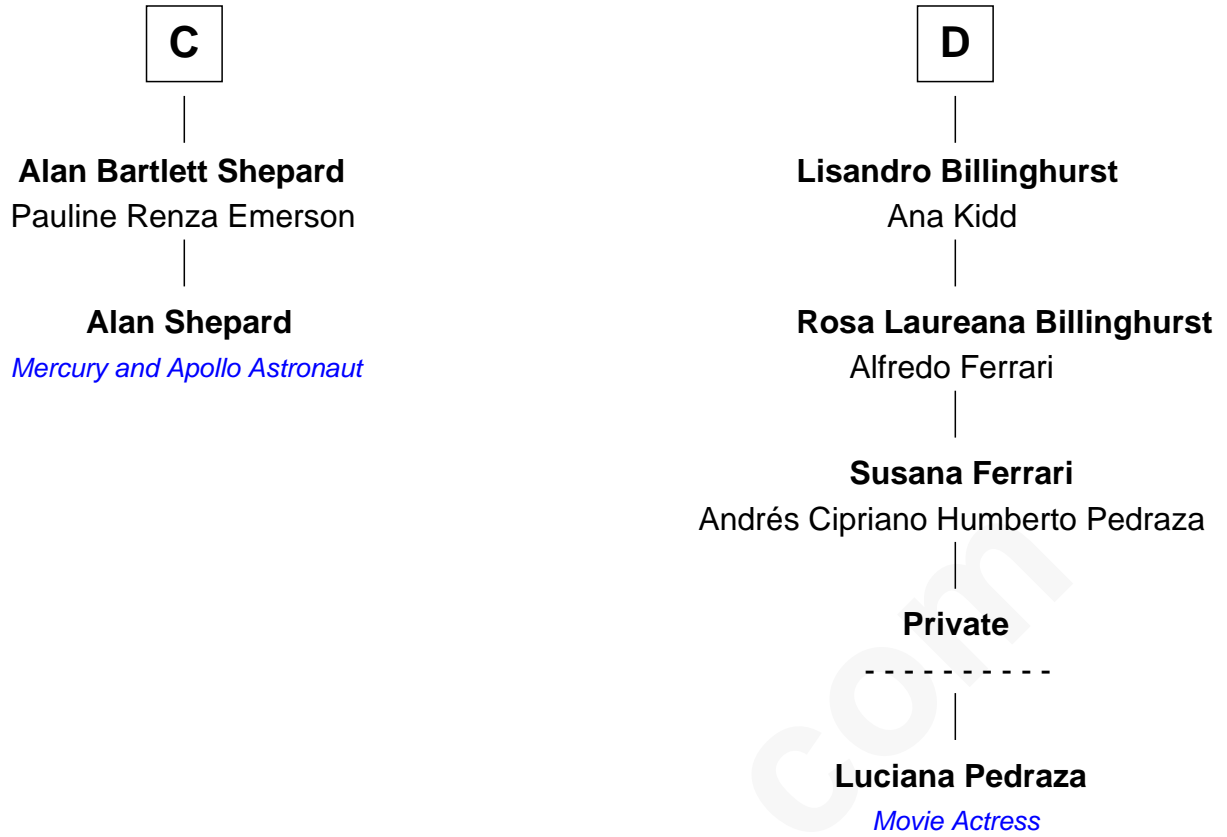 C
Alan Bartlett Shepard
Pauline Renza Emerson
Alan Shepard
Mercury and Apollo Astronaut
D
Lisandro Billinghurst
Ana Kidd
Rosa Laureana Billinghurst
Alfredo Ferrari
Susana Ferrari
Andrés Cipriano Humberto Pedraza
Private
- - - - - - - - - -
Luciana Pedraza
Movie Actress
com